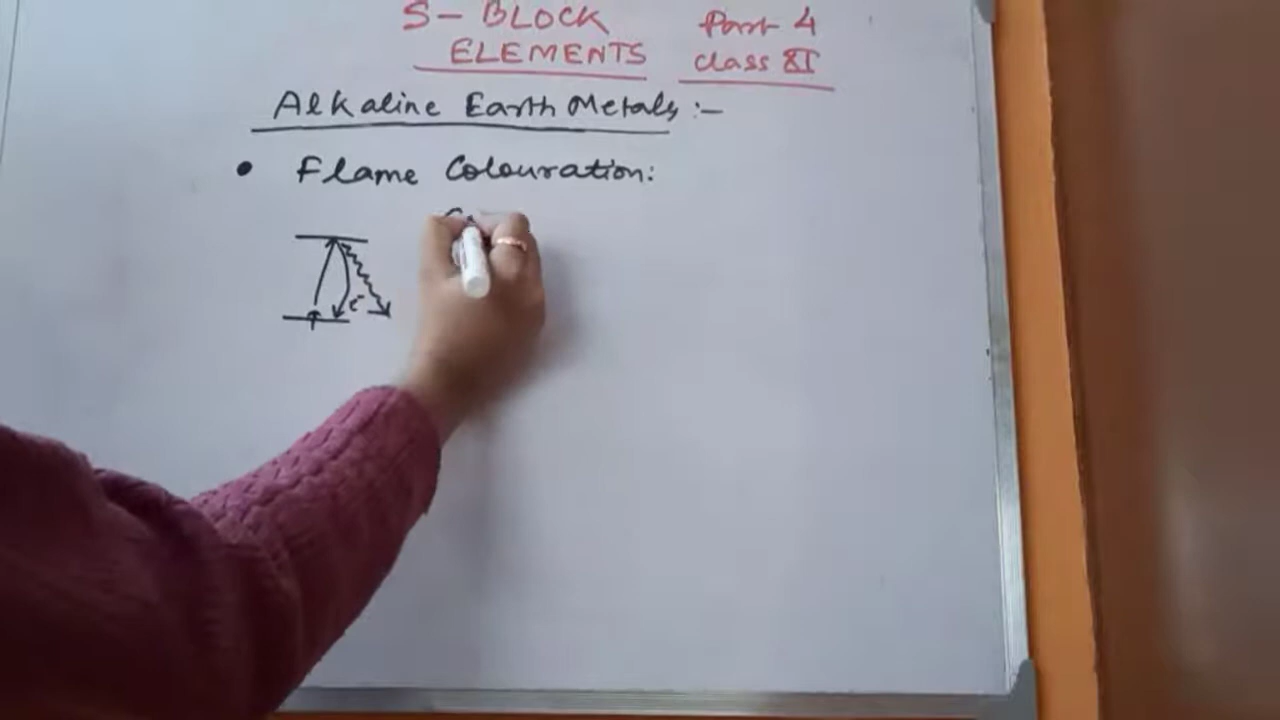 S- BLOCK
ELEMENTS
Part 4
class XI
Alkaline Earth Metals :-
• Flame Colouration:
e-